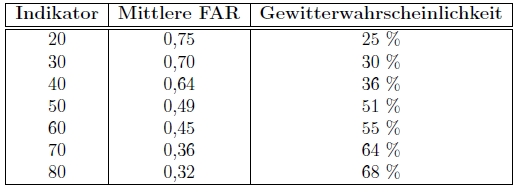 Indikator Mittlere FAR Gewitterwahrscheinlichkeit
20 0,75 25 %
30 0,70 30 %
40 0,64 36 %
50 0,49 51 %
60 0,45 55 %
70 0,36 64 %
80 0,32 68 %